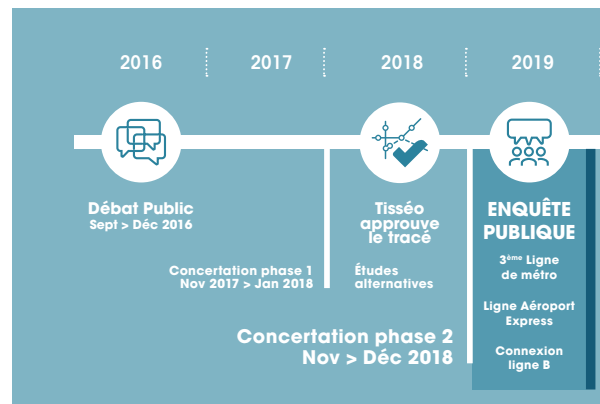 2016
2017
2018
2019
Débat Public
Sept > Déc 2016
Concertation phase 1
Nov 2017 > Jan 2018
Tisséo
approuve
le tracé
Études
alternatives
Concertation phase 2
Nov > Déc 2018
ENQUÊTE
PUBLIQUE
3ème Ligne
de métro
Ligne Aéroport
Express
Connexion
ligne B